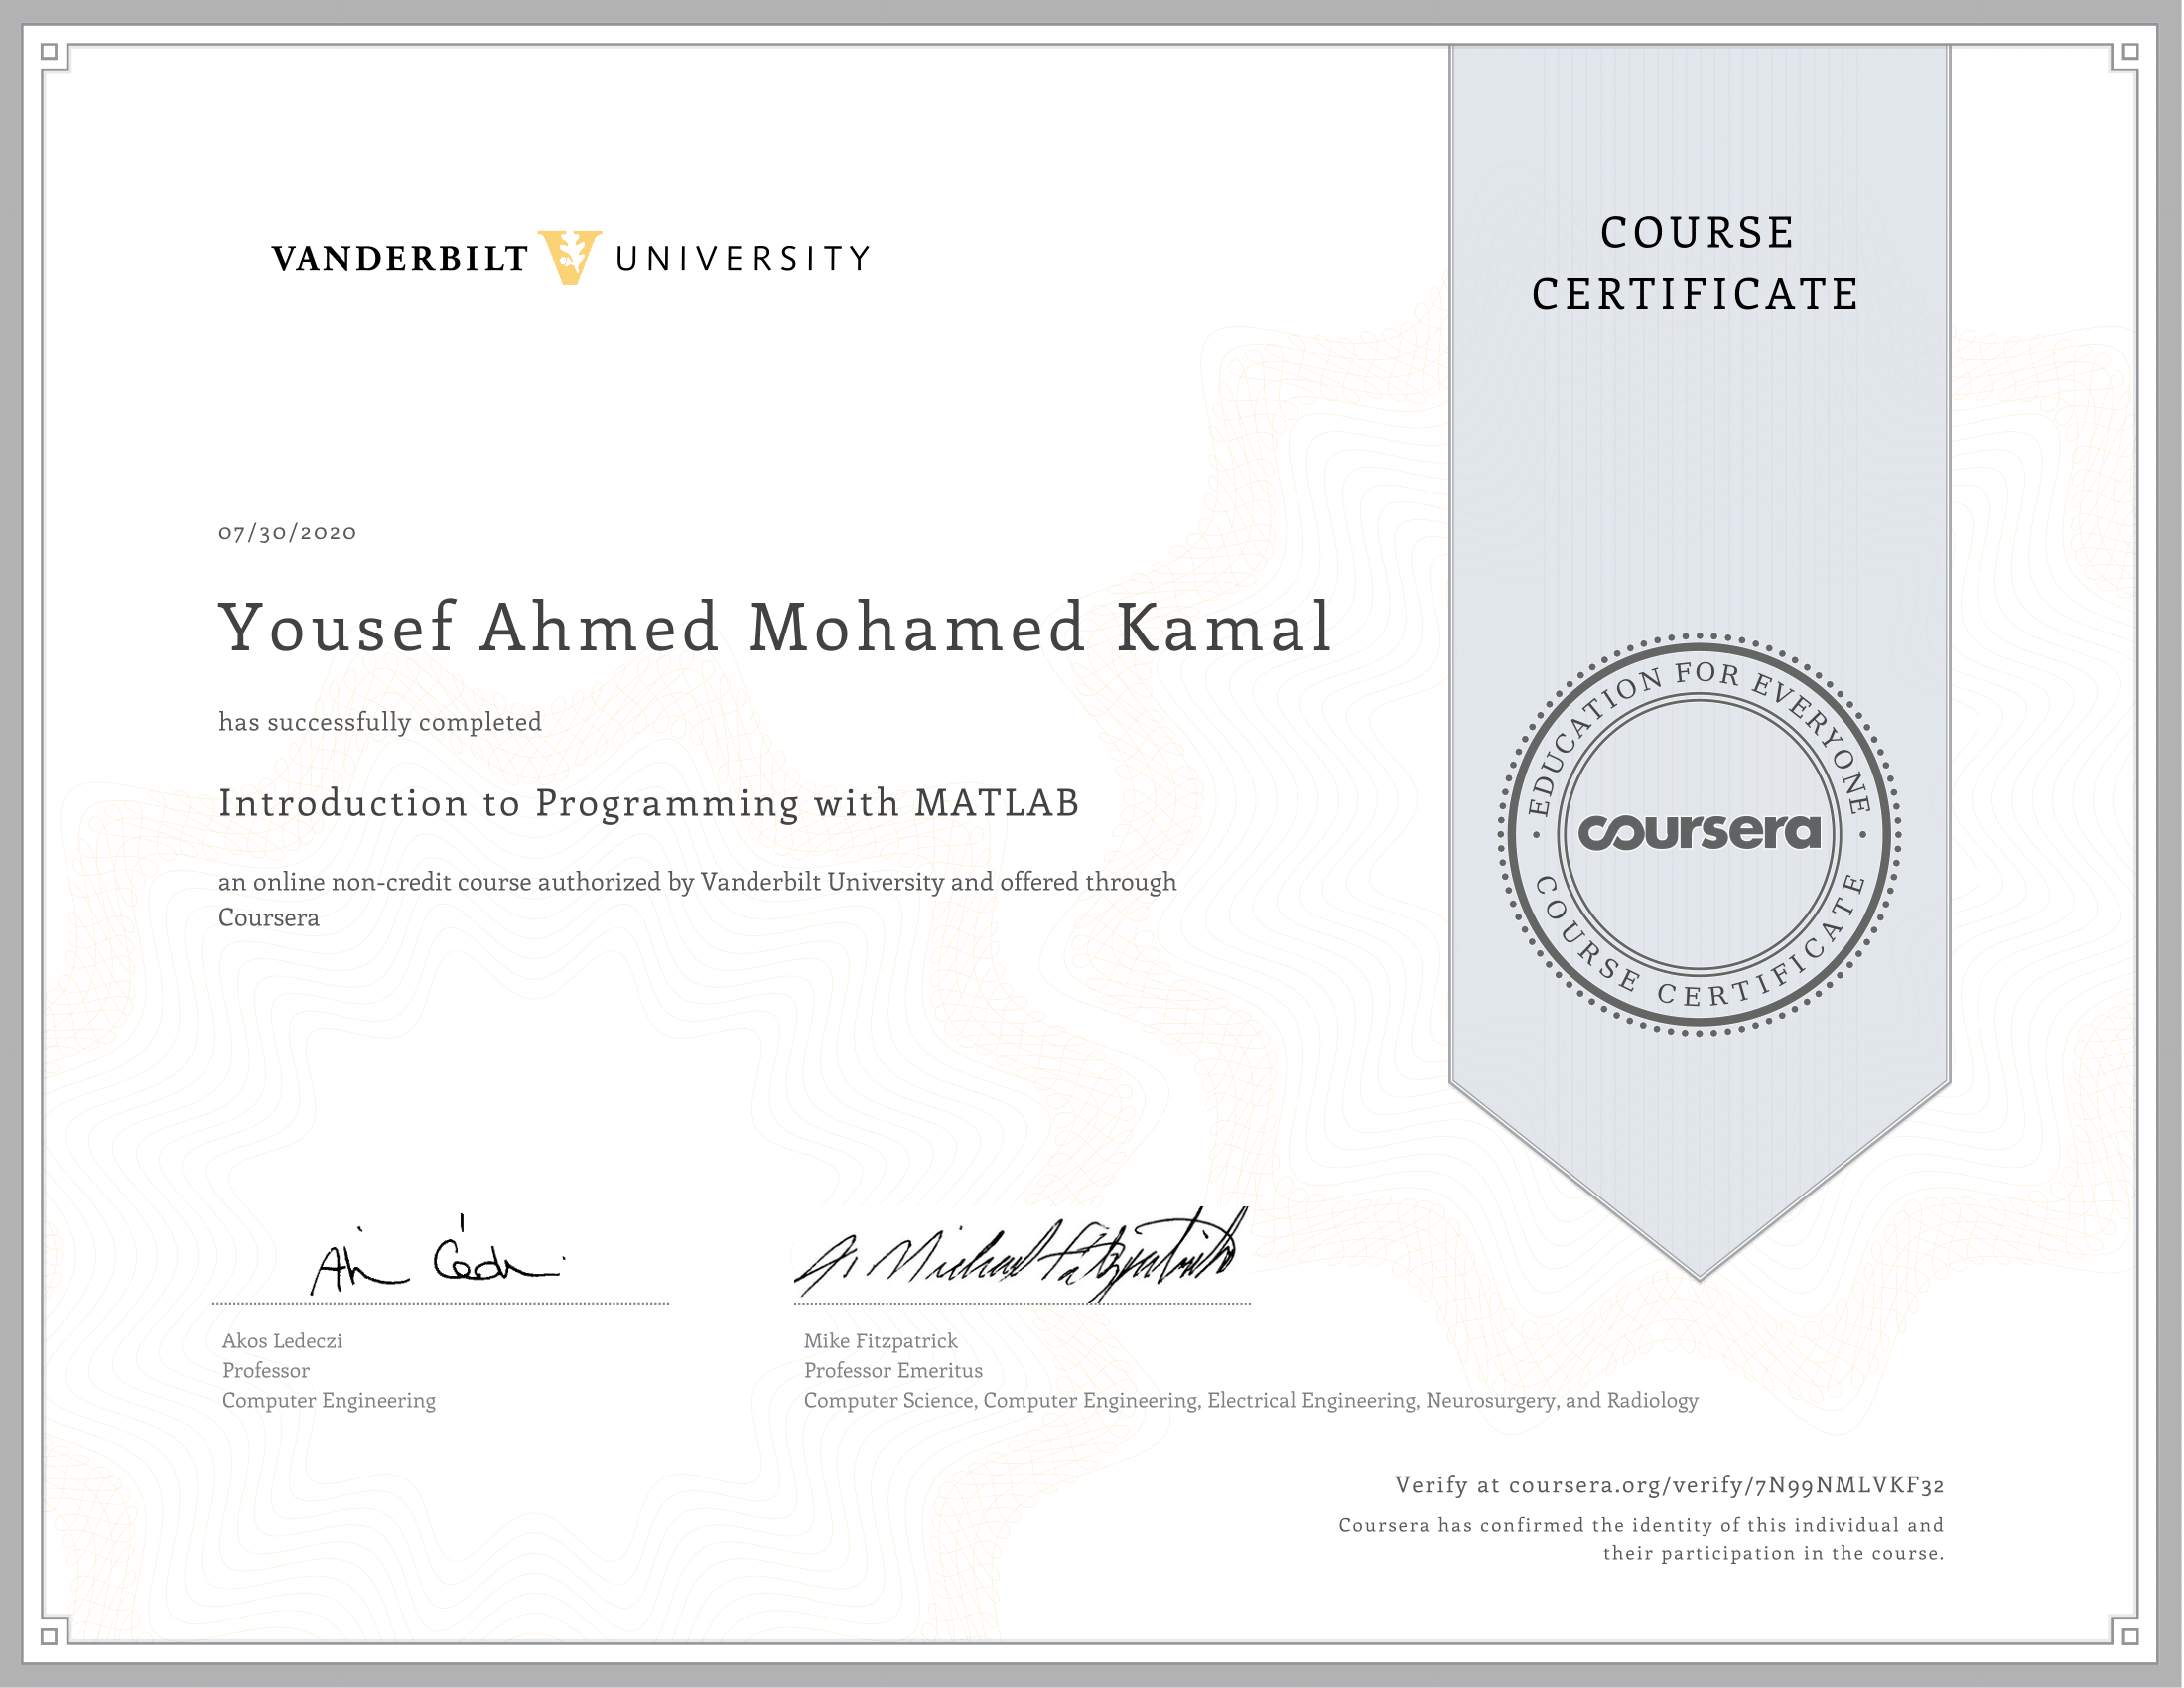 VANDERBILT V UNIVERSITY
COURSE
CERTIFICATE
07/30/2020
Yousef Ahmed Mohamed Kamal
has successfully completed
Introduction to Programming with MATLAB
an online non-credit course authorized by Vanderbilt University and offered through
Coursera
EDUCATION FOR EVERYONE
coursera
COURSE CERTIFICATE
J. Michael Fitzpatrick
Akos Ledeczi
Professor
Computer Engineering
Mike Fitzpatrick
Professor Emeritus
Computer Science, Computer Engineering, Electrical Engineering, Neurosurgery, and Radiology
Verify at coursera.org/verify/7N99NMLVKF32
Coursera has confirmed the identity of this individual and
their participation in the course.